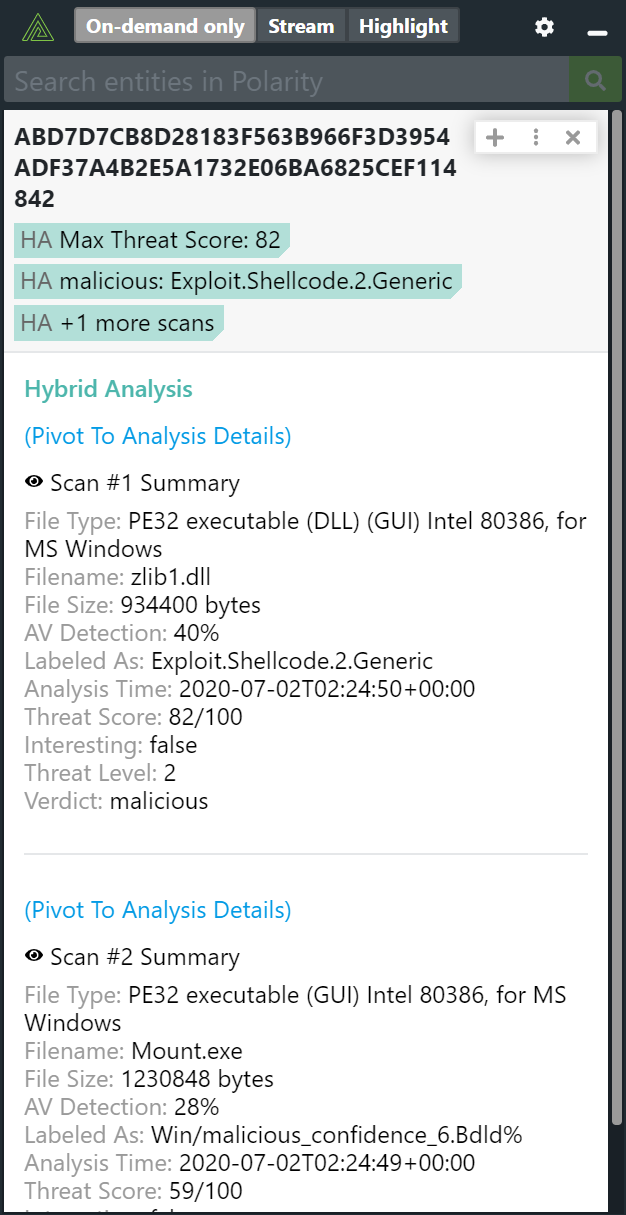 On-demand only Stream Highlight
Search entities in Polarity
ABD7D7CB8D28183F563B966F3D3954
ADF37A4B2E5A1732E06BA6825CEF114
842
HA Max Threat Score: 82
HA malicious: Exploit.Shellcode.2.Generic
HA +1 more scans
Hybrid Analysis
(Pivot To Analysis Details)
Scan #1 Summary
File Type: PE32 executable (DLL) (GUI) Intel 80386, for
MS Windows
Filename: zlib1.dll
File Size: 934400 bytes
AV Detection: 40%
Labeled As: Exploit.Shellcode.2.Generic
Analysis Time: 2020-07-02T02:24:50+00:00
Threat Score: 82/100
Interesting: false
Threat Level: 2
Verdict: malicious
(Pivot To Analysis Details)
Scan #2 Summary
File Type: PE32 executable (GUI) Intel 80386, for MS
Windows
Filename: Mount.exe
File Size: 1230848 bytes
AV Detection: 28%
Labeled As: Win/malicious_confidence_6.Bdld%
Analysis Time: 2020-07-02T02:24:49+00:00
Threat Score: 59/100